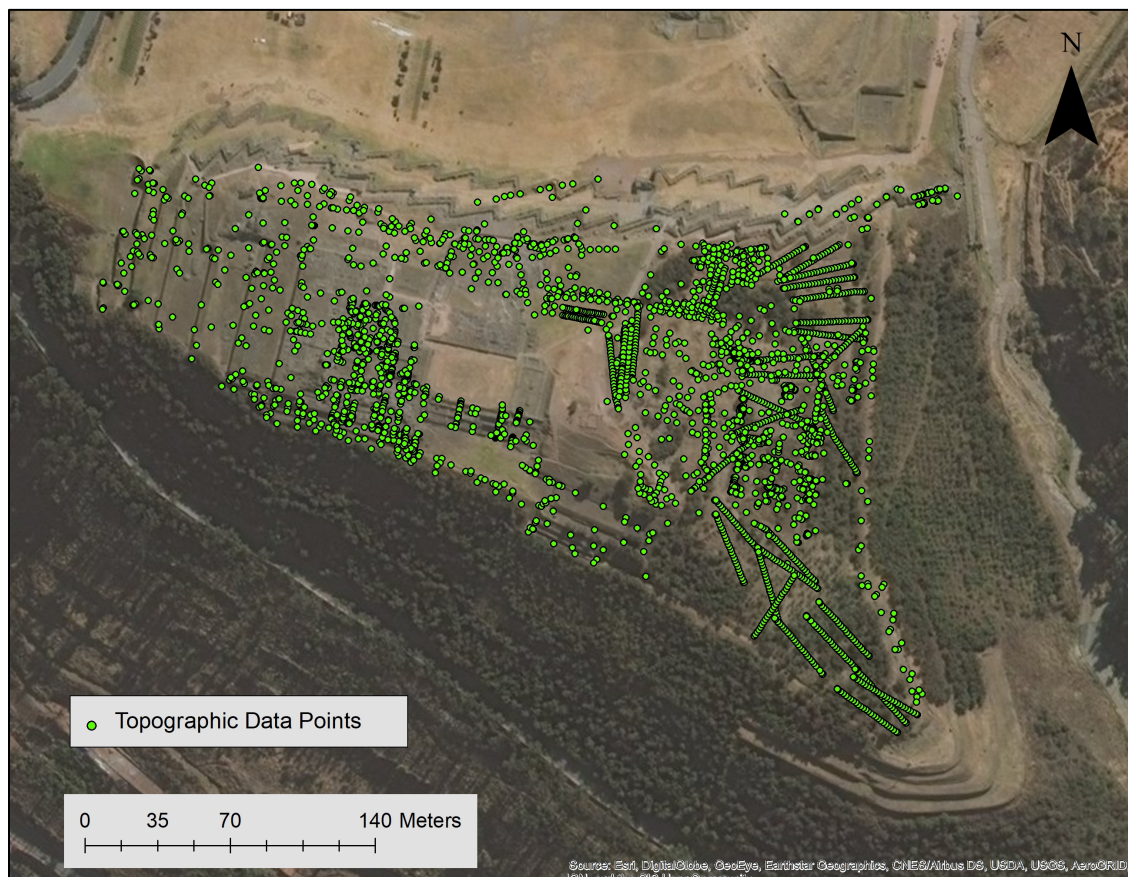 N
Topographic Data Points
0 35 70 140 Meters
Source: Esri, DigitalGlobe, GeoEye, Earthstar Geographics, CNES/Airbus DS, USDA, USGS, AeroGRID